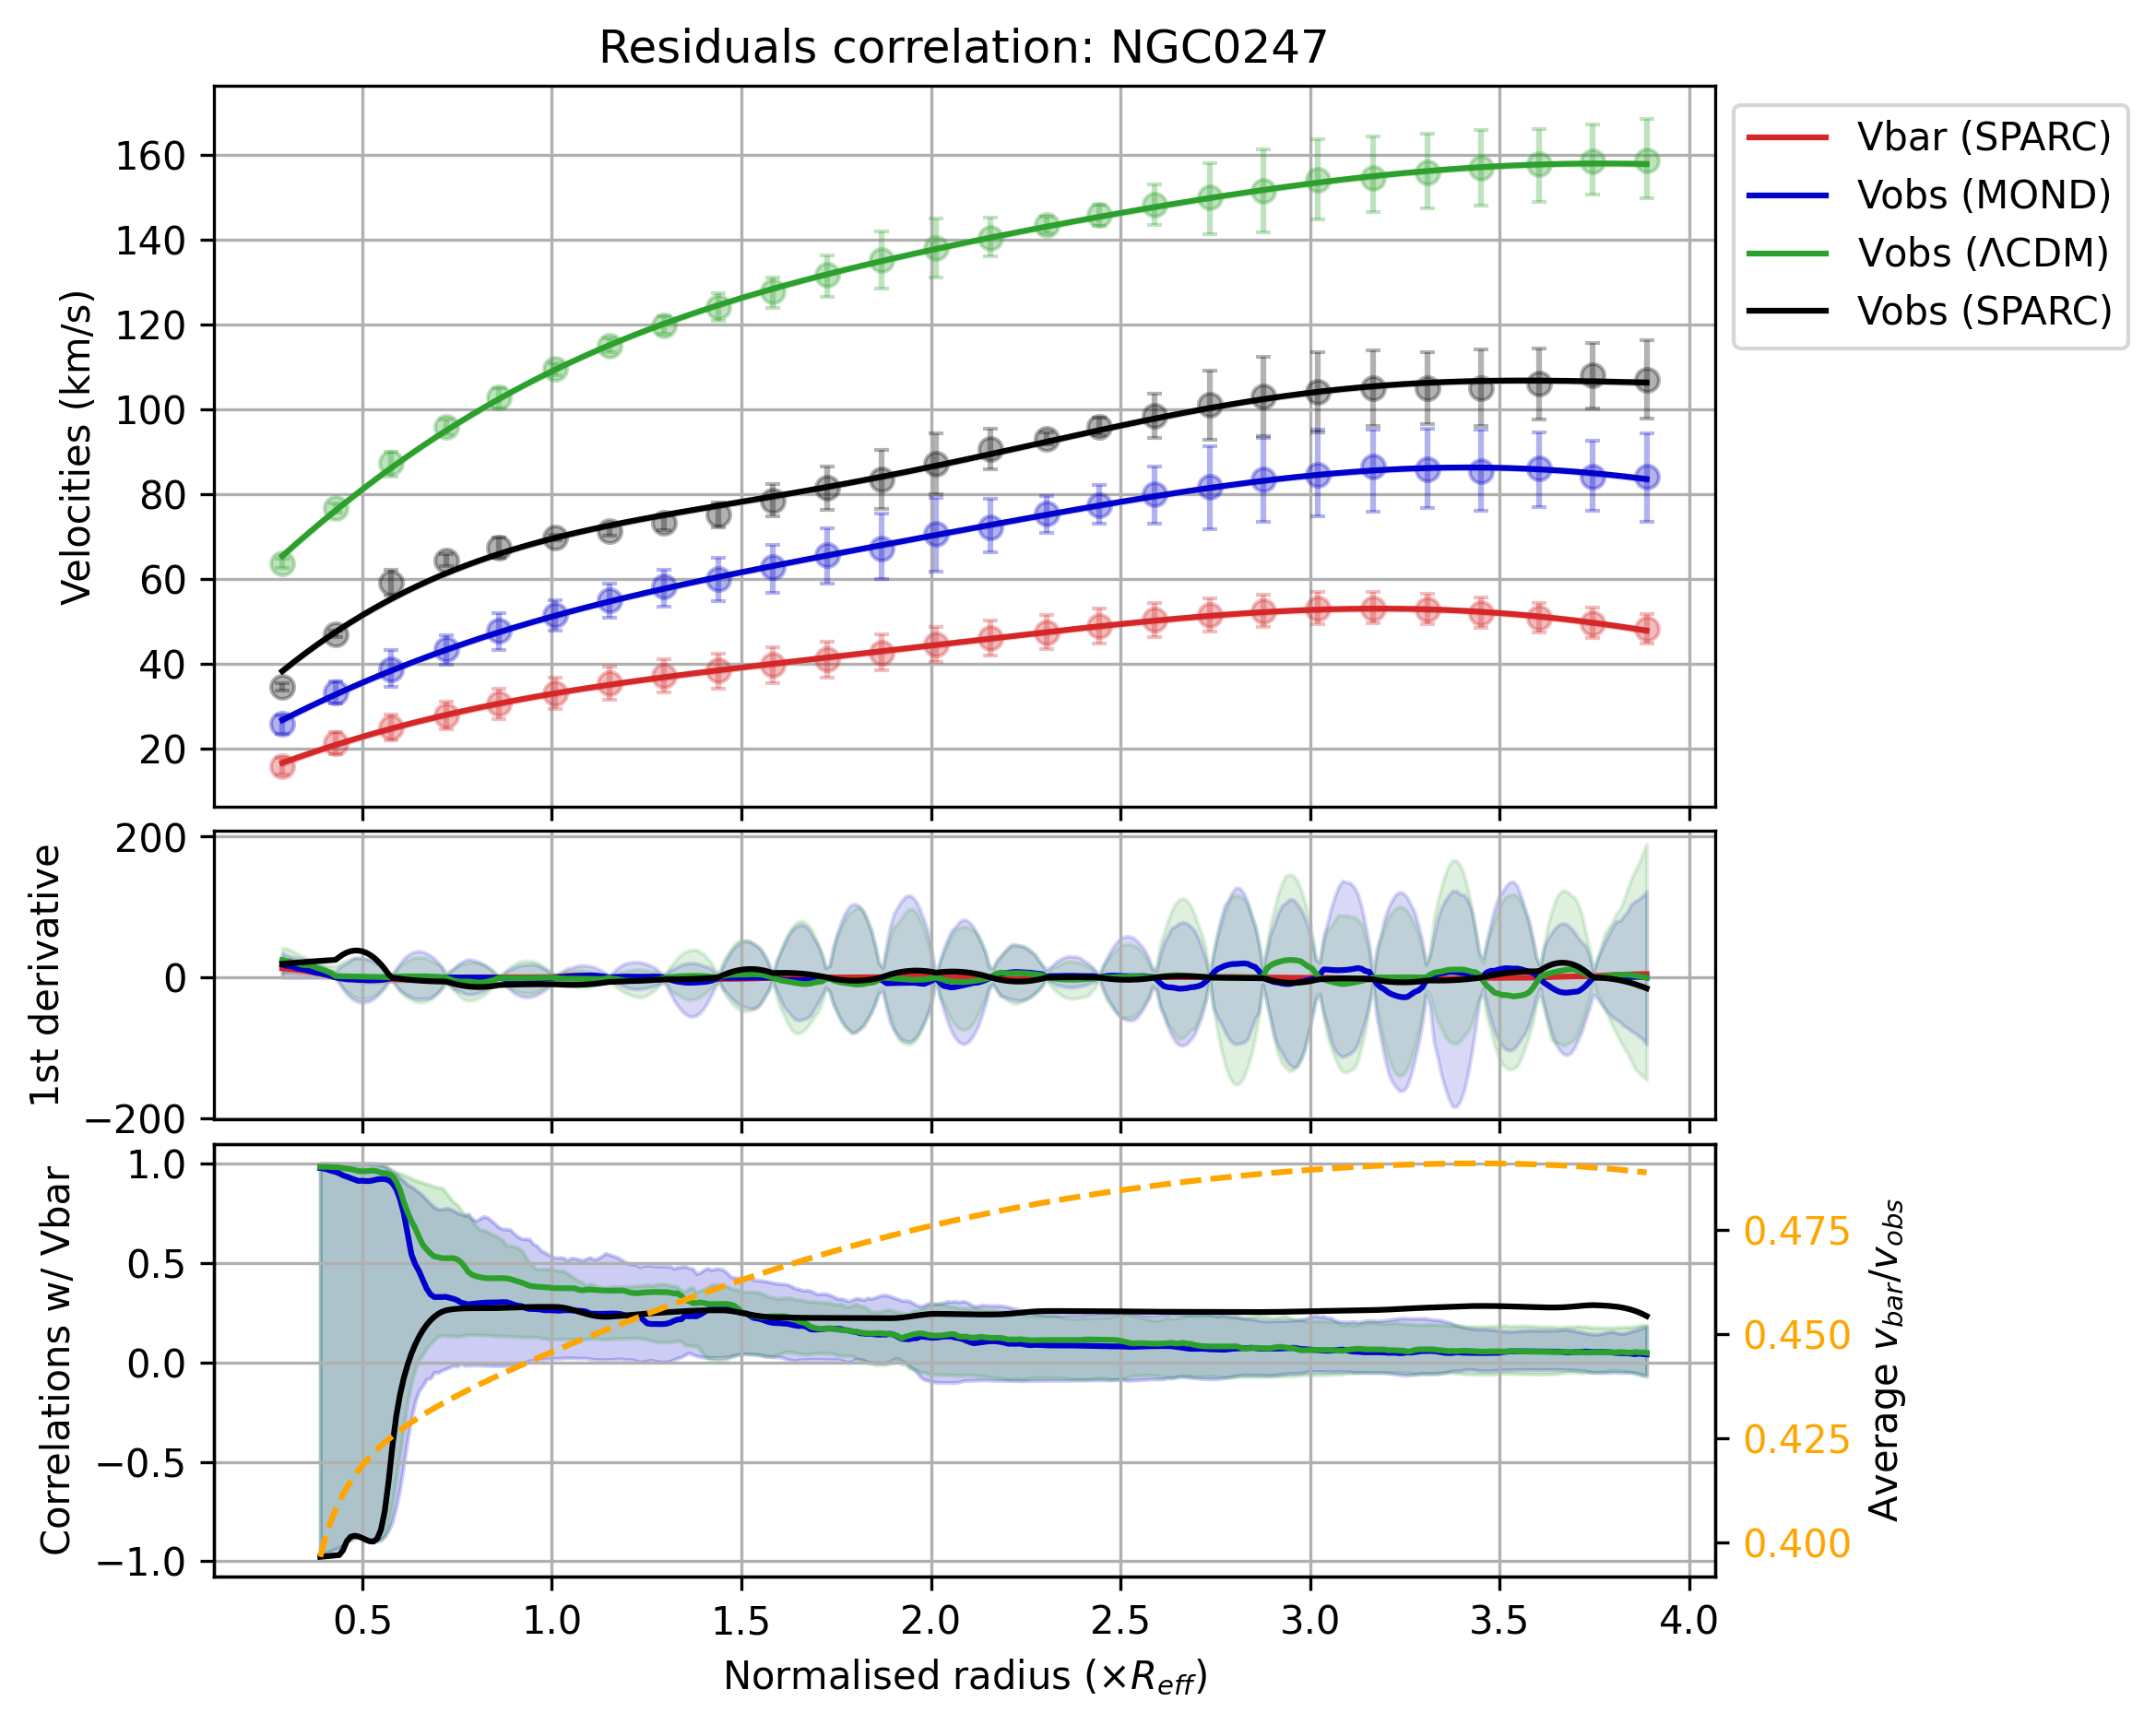 Residuals correlation: NGC0247
Velocities (km/s)
160
140
120
100
80
60
40
20
Vbar (SPARC)
Vobs (MOND)
Vobs (ΛCDM)
Vobs (SPARC)
1st derivative
200
0
−200
Correlations w/ Vbar
1.0
0.5
0.0
−0.5
−1.0
0.475
0.450
0.425
0.400
Average v_bar/v_obs
0.5 1.0 1.5 2.0 2.5 3.0 3.5 4.0
Normalised radius (×R_eff)